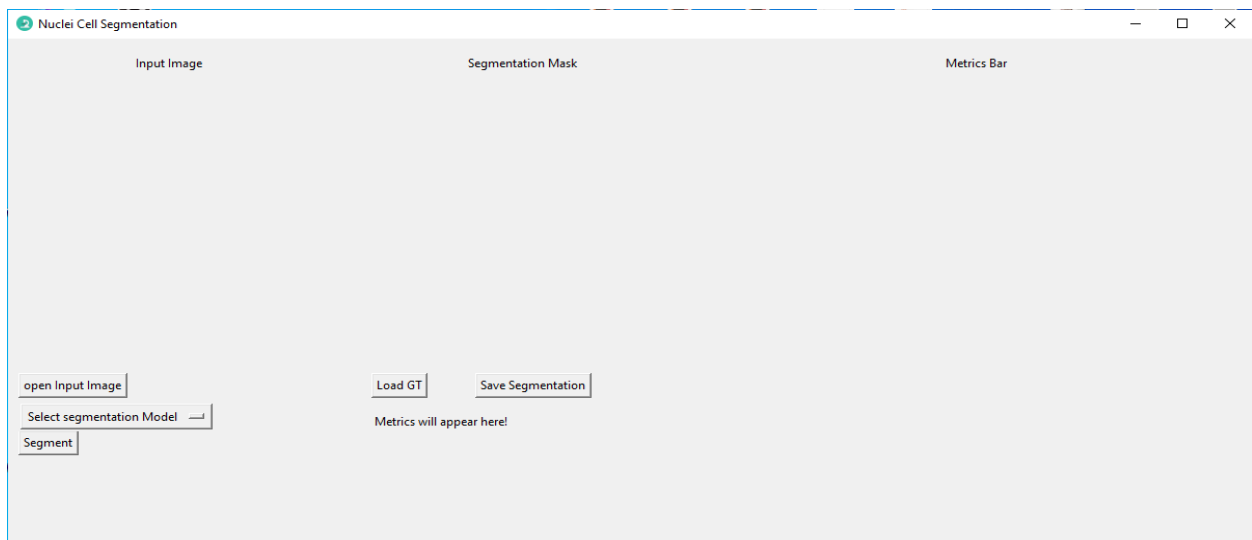 Nuclei Cell Segmentation
Input Image
Segmentation Mask
Metrics Bar
open Input Image
Load GT
Save Segmentation
Select segmentation Model
Metrics will appear here!
Segment